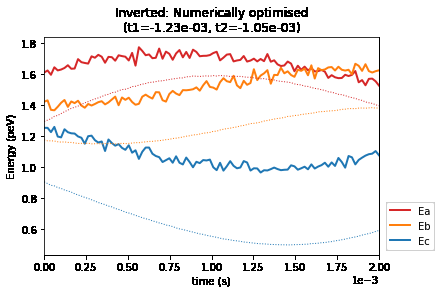 Inverted: Numerically optimised
(t1=-1.23e-03, t2=-1.05e-03)
Energy (peV)
1.8
1.6
1.4
1.2
1.0
0.8
0.6
0.00
0.25
0.50
0.75
1.00
1.25
1.50
1.75
2.00
1e−3
time (s)
Ea
Eb
Ec